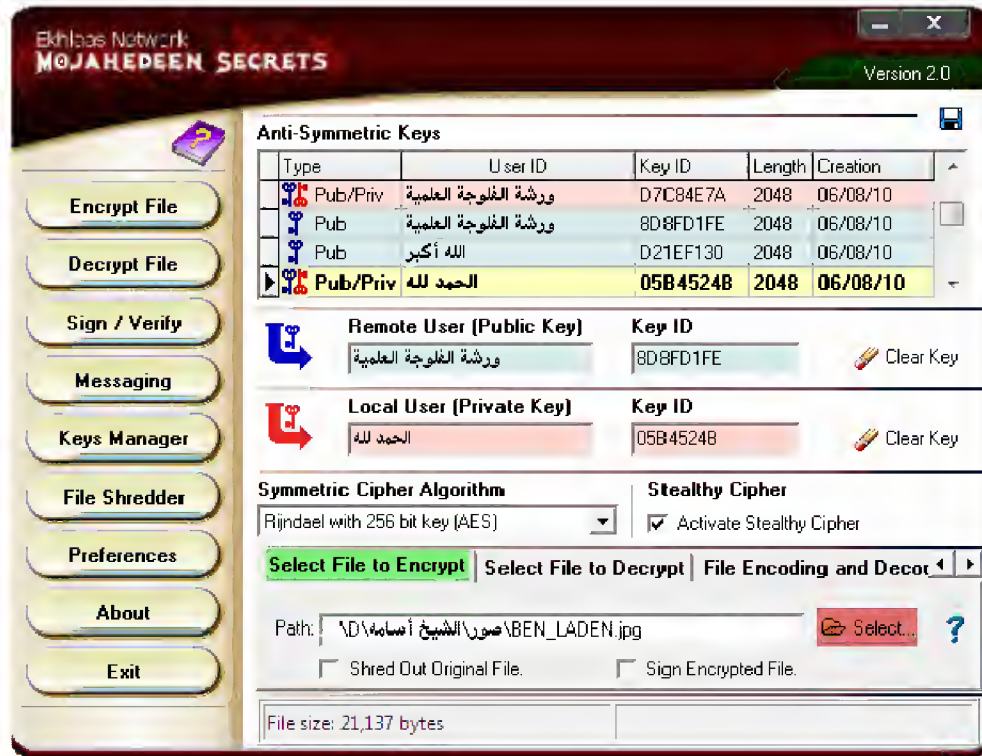 Ekhlaas Network
MOJAHEDEEN SECRETS
Version 2.0
Encrypt File
Decrypt File
Sign / Verify
Messaging
Keys Manager
File Shredder
Preferences
About
Exit
Anti-Symmetric Keys
Type User ID Key ID Length Creation
Pub/Priv ورشة الفلوجة العلمية D7C84E7A 2048 06/08/10
Pub ورشة الفلوجة العلمية 8D8FD1FE 2048 06/08/10
Pub الله أكبر D21EF130 2048 06/08/10
Pub/Priv الحمد لله 05B4524B 2048 06/08/10
Remote User (Public Key) Key ID
ورشة الفلوجة العلمية 8D8FD1FE Clear Key
Local User (Private Key) Key ID
الحمد لله 05B4524B Clear Key
Symmetric Cipher Algorithm Stealthy Cipher
Rijndael with 256 bit key (AES) Activate Stealthy Cipher
Select File to Encrypt Select File to Decrypt File Encoding and Decod
Path: \D\صور\الشيخ أسامه\BEN_LADEN.jpg Select...
Shred Out Original File. Sign Encrypted File.
File size: 21,137 bytes